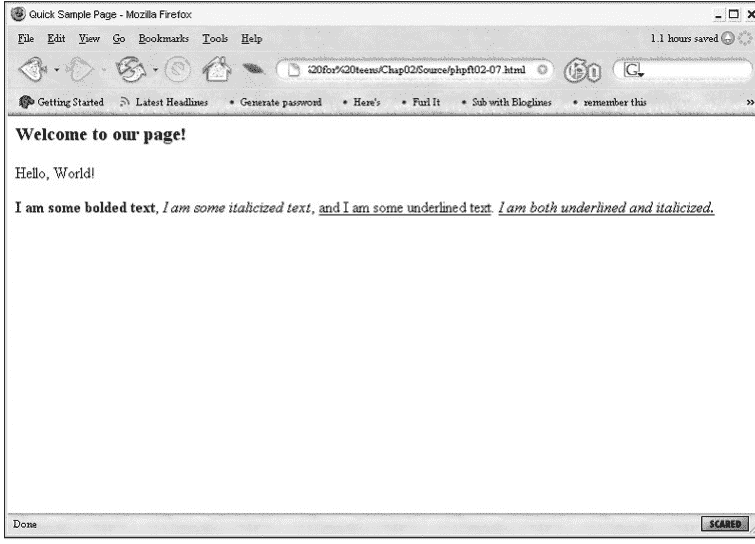 Quick Sample Page - Mozilla Firefox
File Edit View Go Bookmarks Tools Help 1.1 hours saved
%20for%20teens/Chap02/Source/phpft02-07.html G
Getting Started Latest Headlines • Generate password • Here's • Furl It • Sub with Bloglines • remember this »
Welcome to our page!
Hello, World!
I am some bolded text, I am some italicized text, and I am some underlined text. I am both underlined and italicized.
Done SCARED